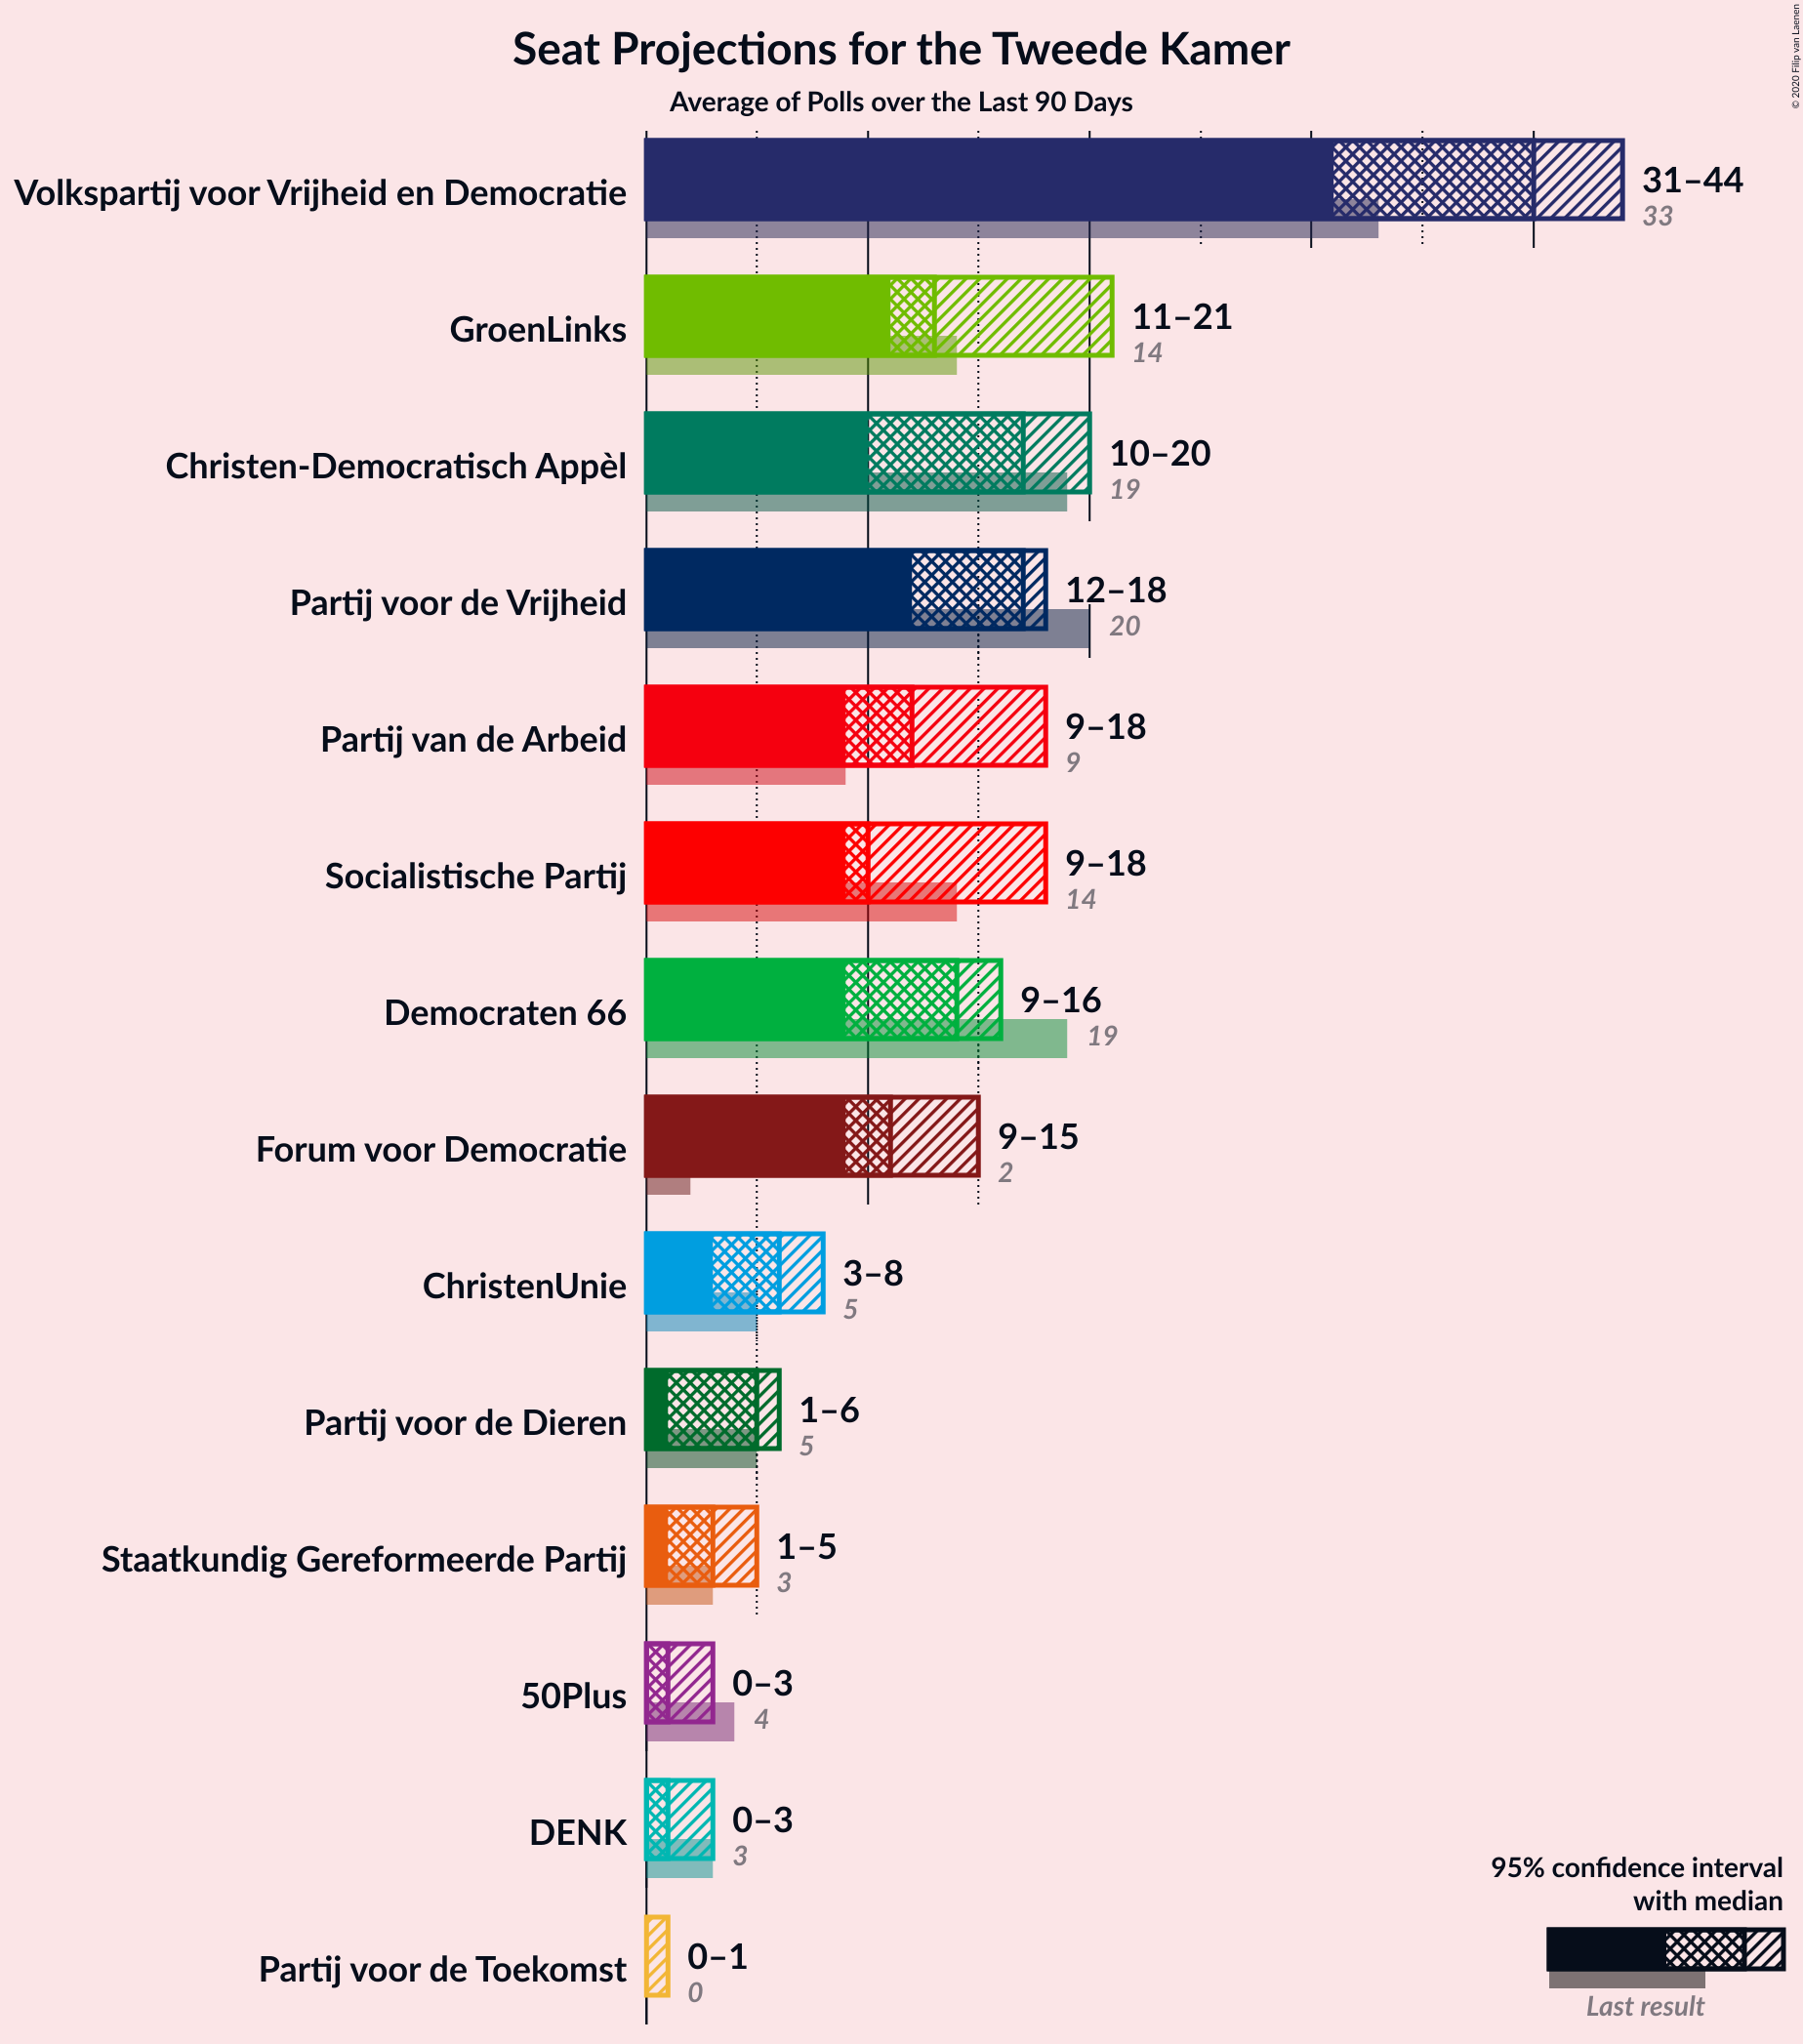 Seat Projections for the Tweede Kamer
Average of Polls over the Last 90 Days
© 2020 Filip van Laenen
Volkspartij voor Vrijheid en Democratie
31–44
33
GroenLinks
11–21
14
Christen-Democratisch Appèl
10–20
19
Partij voor de Vrijheid
12–18
20
Partij van de Arbeid
9–18
9
Socialistische Partij
9–18
14
Democraten 66
9–16
19
Forum voor Democratie
9–15
2
ChristenUnie
3–8
5
Partij voor de Dieren
1–6
5
Staatkundig Gereformeerde Partij
1–5
3
50Plus
0–3
4
DENK
0–3
3
Partij voor de Toekomst
0–1
0
95% confidence interval
with median
Last result